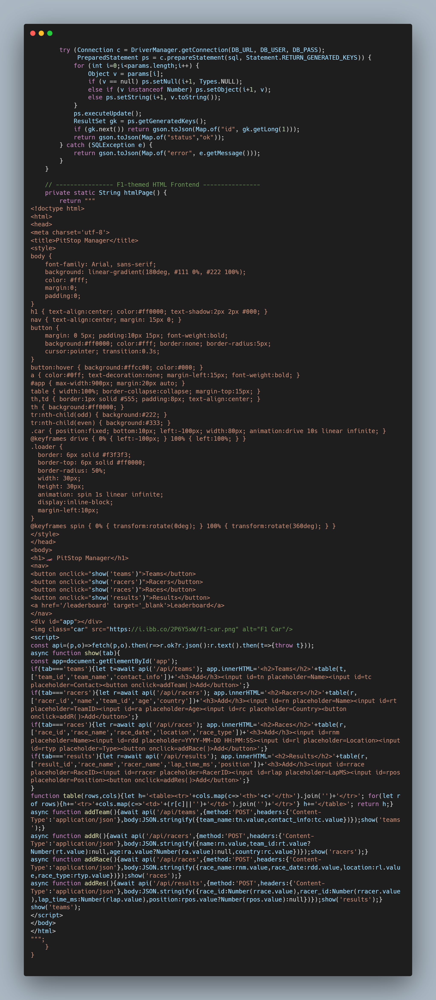 try (Connection c = DriverManager.getConnection(DB_URL, DB_USER, DB_PASS);
             PreparedStatement ps = c.prepareStatement(sql, Statement.RETURN_GENERATED_KEYS)) {
            for (int i=0;i<params.length;i++) {
                Object v = params[i];
                if (v == null) ps.setNull(i+1, Types.NULL);
                else if (v instanceof Number) ps.setObject(i+1, v);
                else ps.setString(i+1, v.toString());
            }
            ps.executeUpdate();
            ResultSet gk = ps.getGeneratedKeys();
            if (gk.next()) return gson.toJson(Map.of("id", gk.getLong(1)));
            return gson.toJson(Map.of("status","ok"));
        } catch (SQLException e) {
            return gson.toJson(Map.of("error", e.getMessage()));
        }
    }

    // ---------------- F1-themed HTML Frontend ----------------
    private static String htmlPage() {
        return """
<!doctype html>
<html>
<head>
<meta charset='utf-8'>
<title>PitStop Manager</title>
<style>
body {
    font-family: Arial, sans-serif;
    background: linear-gradient(180deg, #111 0%, #222 100%);
    color: #fff;
    margin:0;
    padding:0;
}
h1 { text-align:center; color:#ff0000; text-shadow:2px 2px #000; }
nav { text-align:center; margin: 15px 0; }
button {
    margin: 0 5px; padding:10px 15px; font-weight:bold;
    background:#ff0000; color:#fff; border:none; border-radius:5px;
    cursor:pointer; transition:0.3s;
}
button:hover { background:#ffcc00; color:#000; }
a { color:#0ff; text-decoration:none; margin-left:15px; font-weight:bold; }
#app { max-width:900px; margin:20px auto; }
table { width:100%; border-collapse:collapse; margin-top:15px; }
th,td { border:1px solid #555; padding:8px; text-align:center; }
th { background:#ff0000; }
tr:nth-child(odd) { background:#222; }
tr:nth-child(even) { background:#333; }
.car { position:fixed; bottom:10px; left:-100px; width:80px; animation:drive 10s linear infinite; }
@keyframes drive { 0% { left:-100px; } 100% { left:100%; } }
.loader {
  border: 6px solid #f3f3f3;
  border-top: 6px solid #ff0000;
  border-radius: 50%;
  width: 30px;
  height: 30px;
  animation: spin 1s linear infinite;
  display:inline-block;
  margin-left:10px;
}
@keyframes spin { 0% { transform:rotate(0deg); } 100% { transform:rotate(360deg); } }
</style>
</head>
<body>
<h1>🏎 PitStop Manager</h1>
<nav>
<button onclick="show('teams')">Teams</button>
<button onclick="show('racers')">Racers</button>
<button onclick="show('races')">Races</button>
<button onclick="show('results')">Results</button>
<a href='/leaderboard' target='_blank'>Leaderboard</a>
</nav>
<div id="app"></div>
<img class="car" src="https://i.ibb.co/2P6Y5xW/f1-car.png" alt="F1 Car"/>
<script>
const api=(p,o)=>fetch(p,o).then(r=>r.ok?r.json():r.text().then(t=>{throw t}));
async function show(tab){
const app=document.getElementById('app');
if(tab==='teams'){let t=await api('/api/teams'); app.innerHTML='<h2>Teams</h2>'+table(t,
['team_id','team_name','contact_info'])+'<h3>Add</h3><input id=tn placeholder=Name><input id=tc
placeholder=Contact><button onclick=addTeam()>Add</button>';}
if(tab==='racers'){let r=await api('/api/racers'); app.innerHTML='<h2>Racers</h2>'+table(r,
['racer_id','name','team_id','age','country'])+'<h3>Add</h3><input id=rn placeholder=Name><input id=rt
placeholder=TeamID><input id=ra placeholder=Age><input id=rc placeholder=Country><button
onclick=addR()>Add</button>';}
if(tab==='races'){let r=await api('/api/races'); app.innerHTML='<h2>Races</h2>'+table(r,
['race_id','race_name','race_date','location','race_type'])+'<h3>Add</h3><input id=rnm
placeholder=Name><input id=rdd placeholder=YYYY-MM-DD HH:MM:SS><input id=rl placeholder=Location><input
id=rtyp placeholder=Type><button onclick=addRace()>Add</button>';}
if(tab==='results'){let r=await api('/api/results'); app.innerHTML='<h2>Results</h2>'+table(r,
['result_id','race_name','racer_name','lap_time_ms','position'])+'<h3>Add</h3><input id=rrace
placeholder=RaceID><input id=rracer placeholder=RacerID><input id=rlap placeholder=LapMS><input id=rpos
placeholder=Position><button onclick=addRes()>Add</button>';}
}
function table(rows,cols){let h='<table><tr>'+cols.map(c=>'<th>'+c+'</th>').join('')+'</tr>'; for(let r
of rows){h+='<tr>'+cols.map(c=>'<td>'+(r[c]||'')+'</td>').join('')+'</tr>'} h+='</table>'; return h;}
async function addTeam(){await api('/api/teams',{method:'POST',headers:{'Content-
Type':'application/json'},body:JSON.stringify({team_name:tn.value,contact_info:tc.value})});show('teams
');}
async function addR(){await api('/api/racers',{method:'POST',headers:{'Content-
Type':'application/json'},body:JSON.stringify({name:rn.value,team_id:rt.value?
Number(rt.value):null,age:ra.value?Number(ra.value):null,country:rc.value})});show('racers');}
async function addRace(){await api('/api/races',{method:'POST',headers:{'Content-
Type':'application/json'},body:JSON.stringify({race_name:rnm.value,race_date:rdd.value,location:rl.valu
e,race_type:rtyp.value})});show('races');}
async function addRes(){await api('/api/results',{method:'POST',headers:{'Content-
Type':'application/json'},body:JSON.stringify({race_id:Number(rrace.value),racer_id:Number(rracer.value
),lap_time_ms:Number(rlap.value),position:rpos.value?Number(rpos.value):null})});show('results');}
show('teams');
</script>
</body>
</html>
""";
    }
}